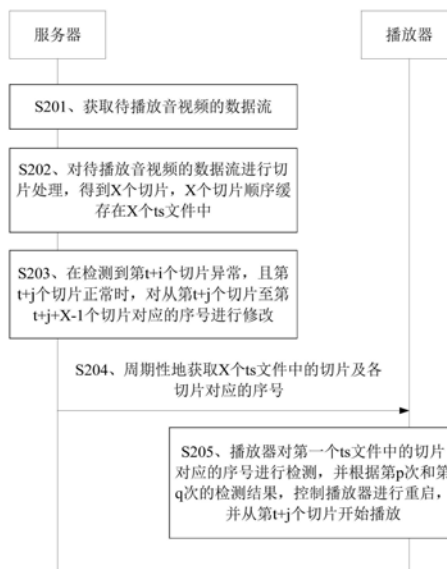 服务器
播放器
S201、获取待播放音视频的数据流
S202、对待播放音视频的数据流进行切
片处理，得到X个切片，X个切片顺序缓
存在X个ts文件中
S203、在检测到第t+i个切片异常，且第
t+j个切片正常时，对从第t+j个切片至第
t+j+X-1个切片对应的序号进行修改
S204、周期性地获取X个ts文件中的切片及各
切片对应的序号
S205、播放器对第一个ts文件中的切片
对应的序号进行检测，并根据第p次和第
q次的检测结果，控制播放器进行重启，
并从第t+j个切片开始播放